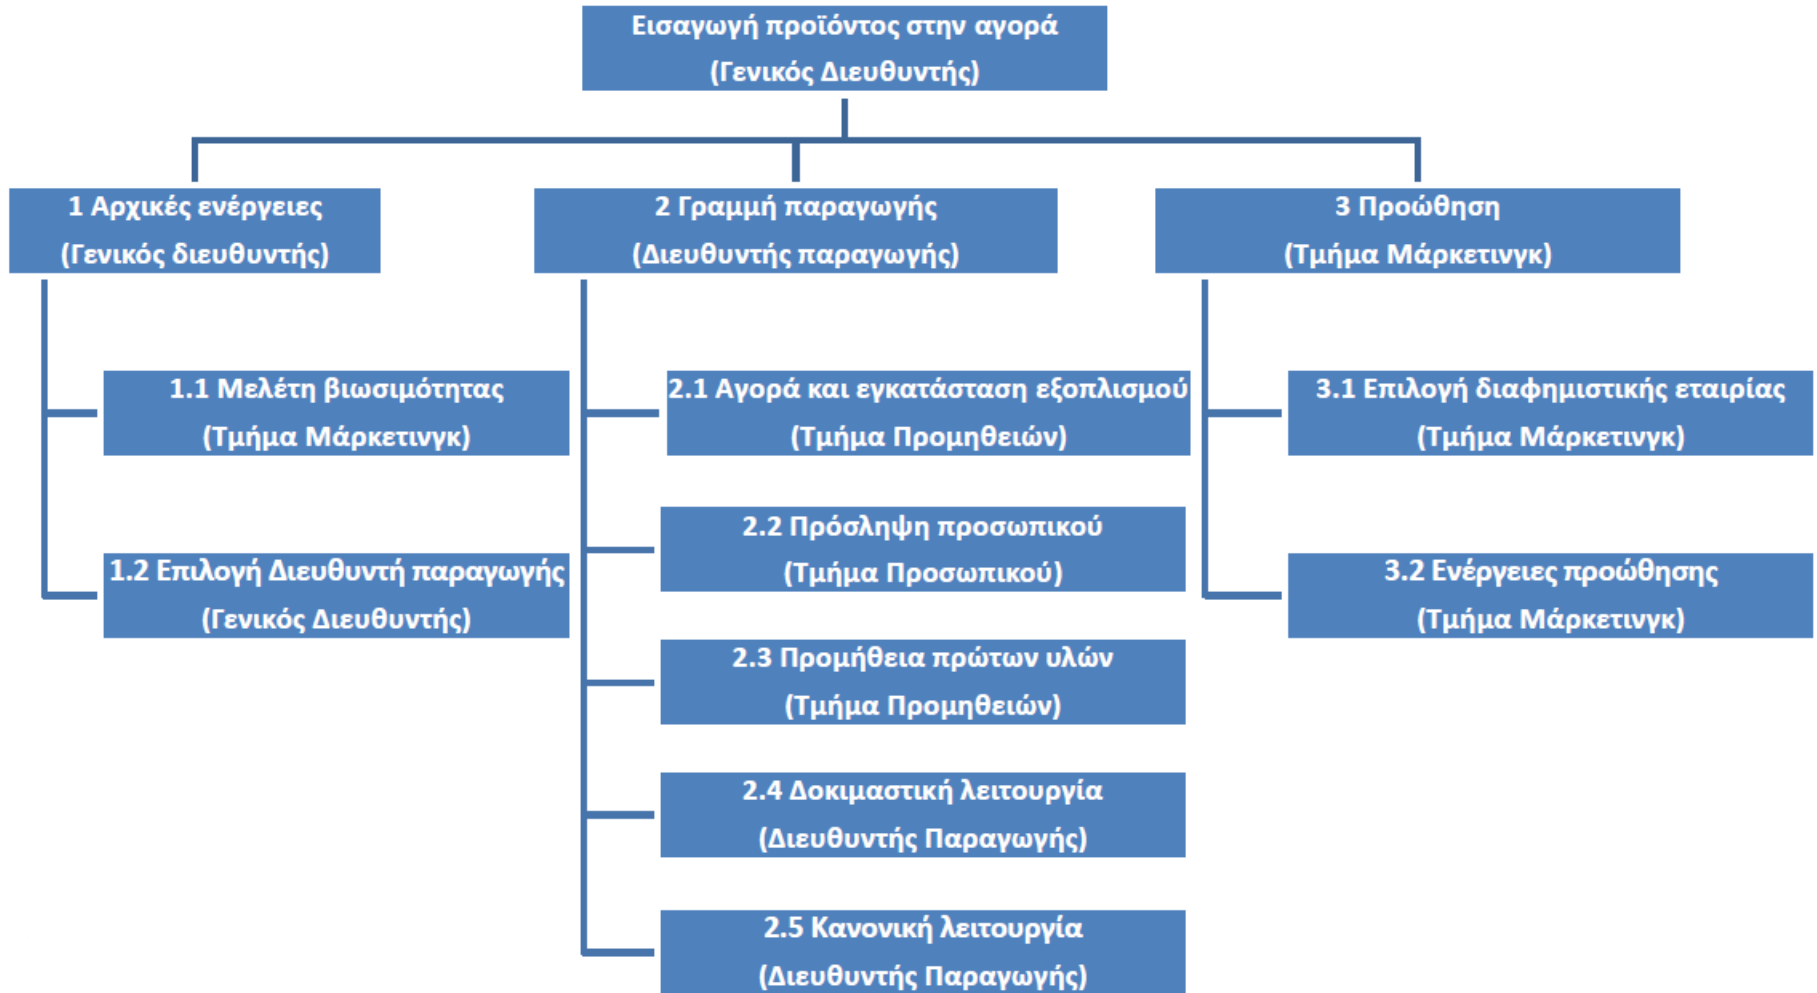 Εισαγωγή προϊόντος στην αγορά
(Γενικός Διευθυντής)
1 Αρχικές ενέργειες
(Γενικός διευθυντής)
2 Γραμμή παραγωγής
(Διευθυντής παραγωγής)
3 Προώθηση
(Τμήμα Μάρκετινγκ)
1.1 Μελέτη βιωσιμότητας
(Τμήμα Μάρκετινγκ)
1.2 Επιλογή Διευθυντή παραγωγής
(Γενικός Διευθυντής)
2.1 Αγορά και εγκατάσταση εξοπλισμού
(Τμήμα Προμηθειών)
2.2 Πρόσληψη προσωπικού
(Τμήμα Προσωπικού)
2.3 Προμήθεια πρώτων υλών
(Τμήμα Προμηθειών)
2.4 Δοκιμαστική λειτουργία
(Διευθυντής Παραγωγής)
2.5 Κανονική λειτουργία
(Διευθυντής Παραγωγής)
3.1 Επιλογή διαφημιστικής εταιρίας
(Τμήμα Μάρκετινγκ)
3.2 Ενέργειες προώθησης
(Τμήμα Μάρκετινγκ)